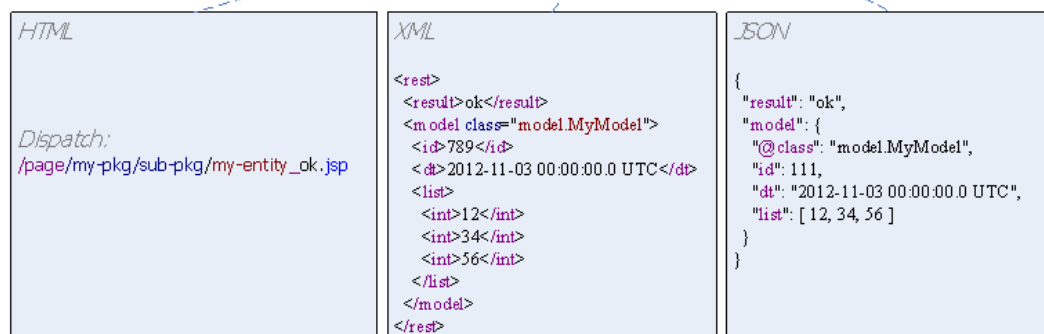 HTML
Dispatch:
/page/my-pkg/sub-pkg/my-entity_ok.jsp
XML
<rest>
<result>ok</result>
<model class="model.MyModel">
<id>789</id>
<dt>2012-11-03 00:00:00.0 UTC</dt>
<list>
<int>12</int>
<int>34</int>
<int>56</int>
</list>
</model>
</rest>
JSON
{
"result": "ok",
"model": {
"@class": "model.MyModel",
"id": 111,
"dt": "2012-11-03 00:00:00.0 UTC",
"list": [ 12, 34, 56 ]
}
}